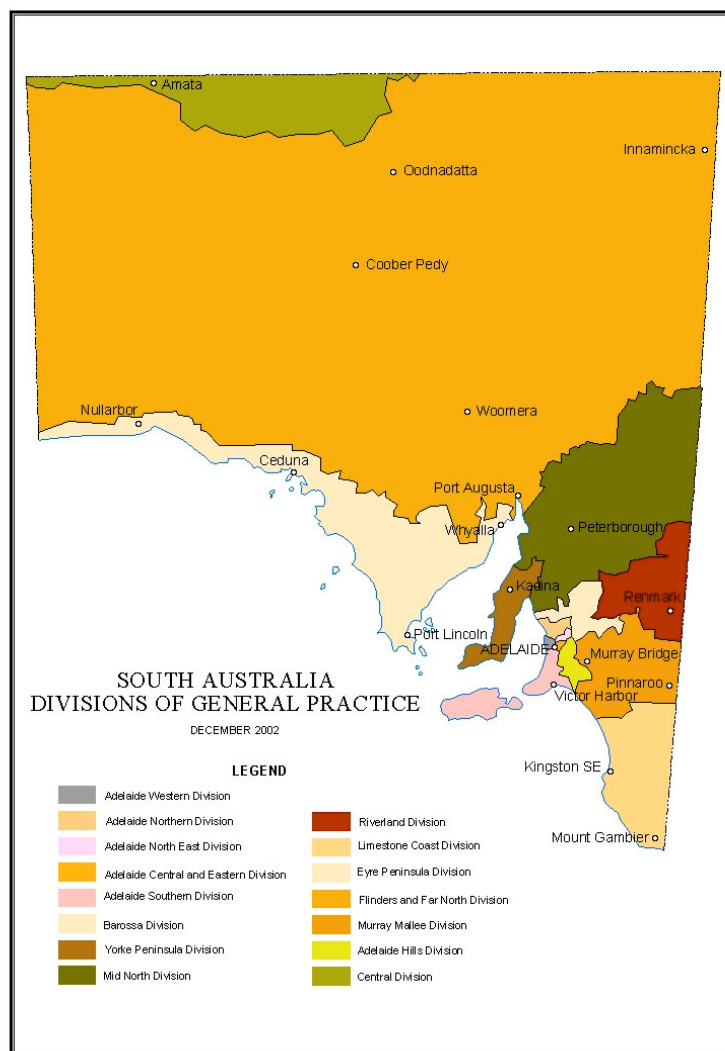 Amata
Innamincka
Oodnadatta
Coober Pedy
Nullarbor
Woomera
Ceduna
Port Augusta
Whyalla
Peterborough
Kadina
Renmark
Port Lincoln
ADELAIDE
Murray Bridge
Pinnaroo
Victor Harbor
SOUTH AUSTRALIA
DIVISIONS OF GENERAL PRACTICE
DECEMBER 2002
Kingston SE
Mount Gambier
LEGEND
Adelaide Western Division
Adelaide Northern Division
Adelaide North East Division
Adelaide Central and Eastern Division
Adelaide Southern Division
Barossa Division
Yorke Peninsula Division
Mid North Division
Riverland Division
Limestone Coast Division
Eyre Peninsula Division
Flinders and Far North Division
Murray Mallee Division
Adelaide Hills Division
Central Division